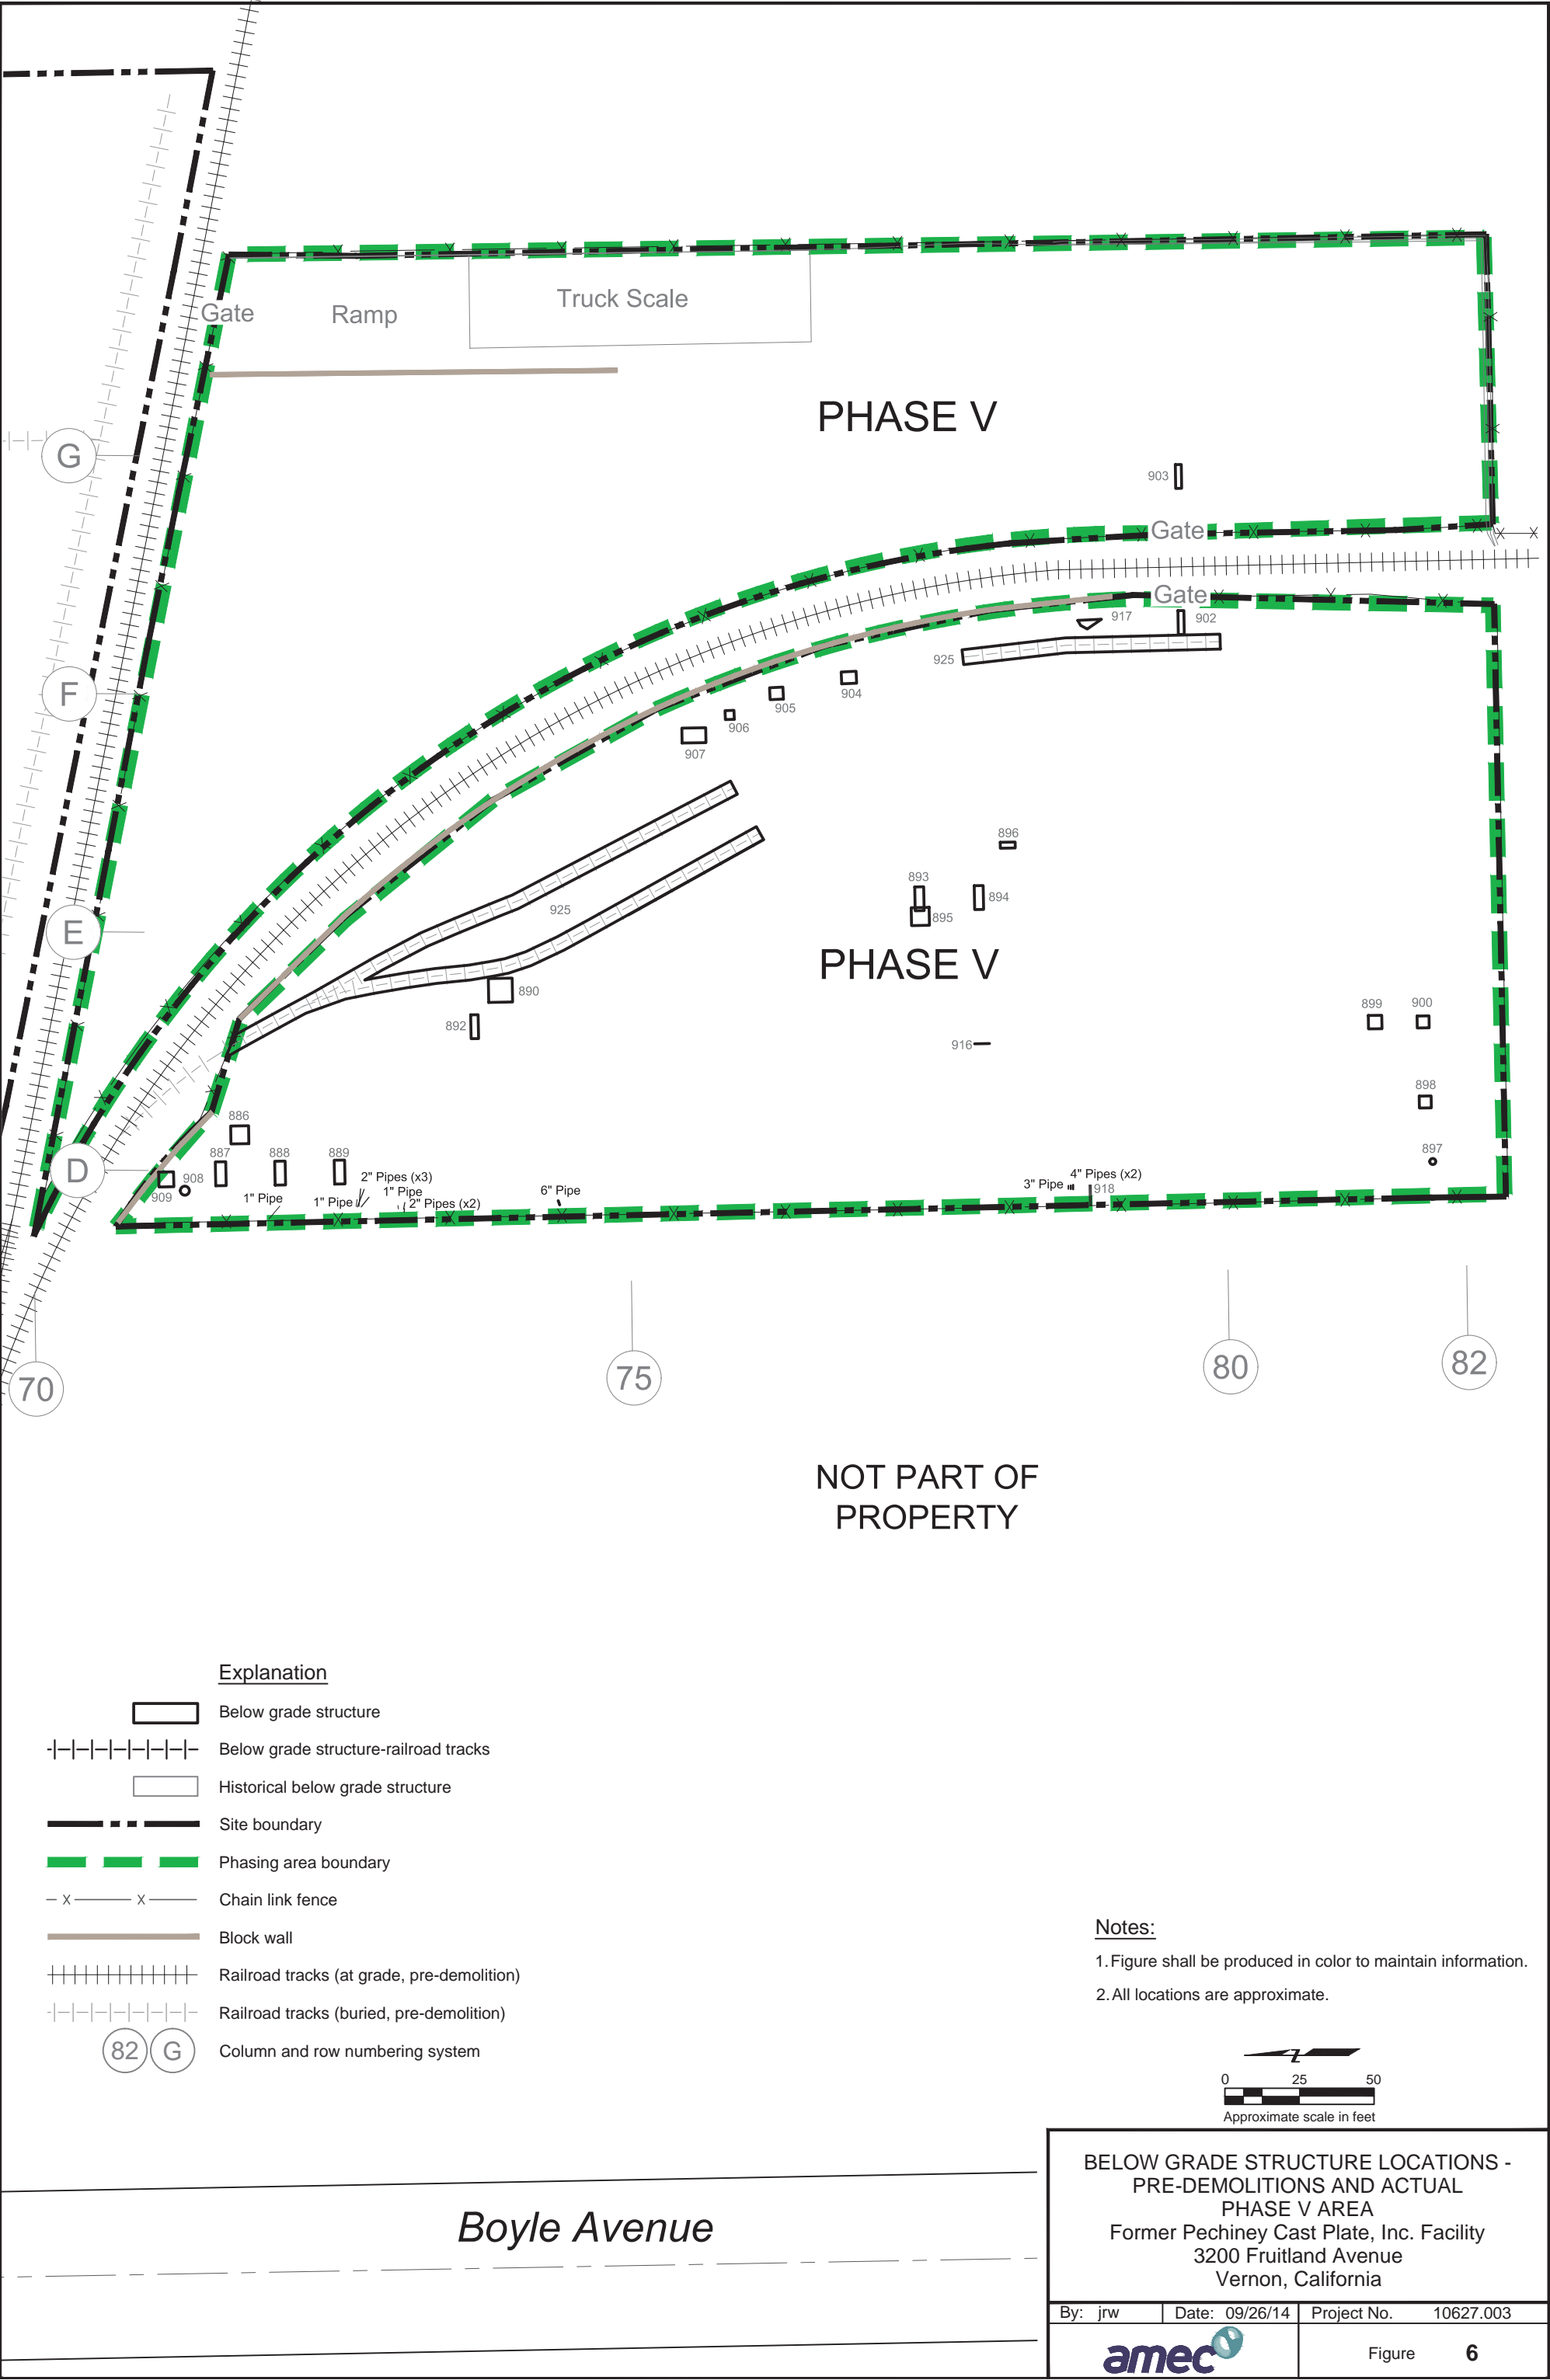 Gate
Ramp
Truck Scale
PHASE V
G
903
Gate
Gate
917
902
925
F
904
905
906
907
896
893
894
895
925
E
PHASE V
890
892
899
900
916
898
886
897
887
888
889
D
908
909
2" Pipes (x3)
1" Pipe
1" Pipe
1" Pipe
2" Pipes (x2)
6" Pipe
4" Pipes (x2)
3" Pipe
918
70
75
80
82
NOT PART OF
PROPERTY
Explanation
Below grade structure
Below grade structure-railroad tracks
Historical below grade structure
Site boundary
Phasing area boundary
X X Chain link fence
Block wall
Railroad tracks (at grade, pre-demolition)
Railroad tracks (buried, pre-demolition)
82 G Column and row numbering system
Notes:
1. Figure shall be produced in color to maintain information.
2. All locations are approximate.
Z
0 25 50
Approximate scale in feet
Boyle Avenue
BELOW GRADE STRUCTURE LOCATIONS -
PRE-DEMOLITIONS AND ACTUAL
PHASE V AREA
Former Pechiney Cast Plate, Inc. Facility
3200 Fruitland Avenue
Vernon, California
By: jrw Date: 09/26/14 Project No. 10627.003
amec Figure 6